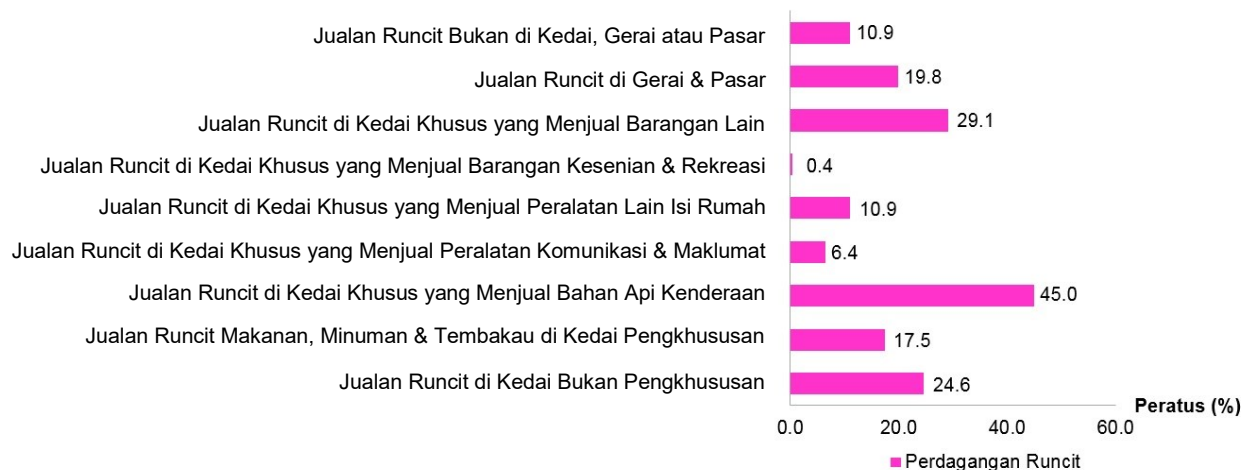 Jualan Runcit Bukan di Kedai, Gerai atau Pasar 10.9
Jualan Runcit di Gerai & Pasar 19.8
Jualan Runcit di Kedai Khusus yang Menjual Barangan Lain 29.1
Jualan Runcit di Kedai Khusus yang Menjual Barangan Kesenian & Rekreasi 0.4
Jualan Runcit di Kedai Khusus yang Menjual Peralatan Lain Isi Rumah 10.9
Jualan Runcit di Kedai Khusus yang Menjual Peralatan Komunikasi & Maklumat 6.4
Jualan Runcit di Kedai Khusus yang Menjual Bahan Api Kenderaan 45.0
Jualan Runcit Makanan, Minuman & Tembakau di Kedai Pengkhususan 17.5
Jualan Runcit di Kedai Bukan Pengkhususan 24.6
Peratus (%)
0.0 20.0 40.0 60.0
Perdagangan Runcit